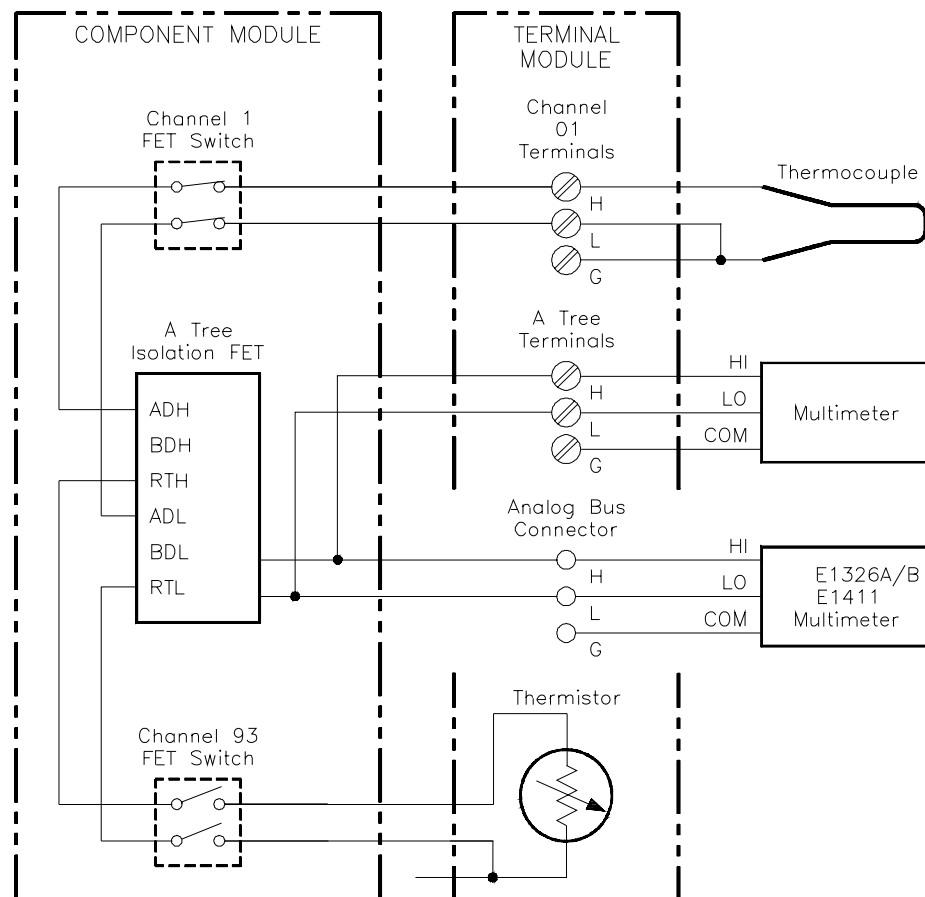 COMPONENT MODULE
TERMINAL
MODULE
Channel 1
FET Switch
Channel
01
Terminals
Thermocouple
H
L
G
A Tree
Isolation FET
A Tree
Terminals
ADH
BDH
RTH
ADL
BDL
RTL
H
L
G
HI
LO
COM
Multimeter
Analog Bus
Connector
H
L
G
HI
LO
COM
E1326A/B
E1411
Multimeter
Thermistor
Channel 93
FET Switch